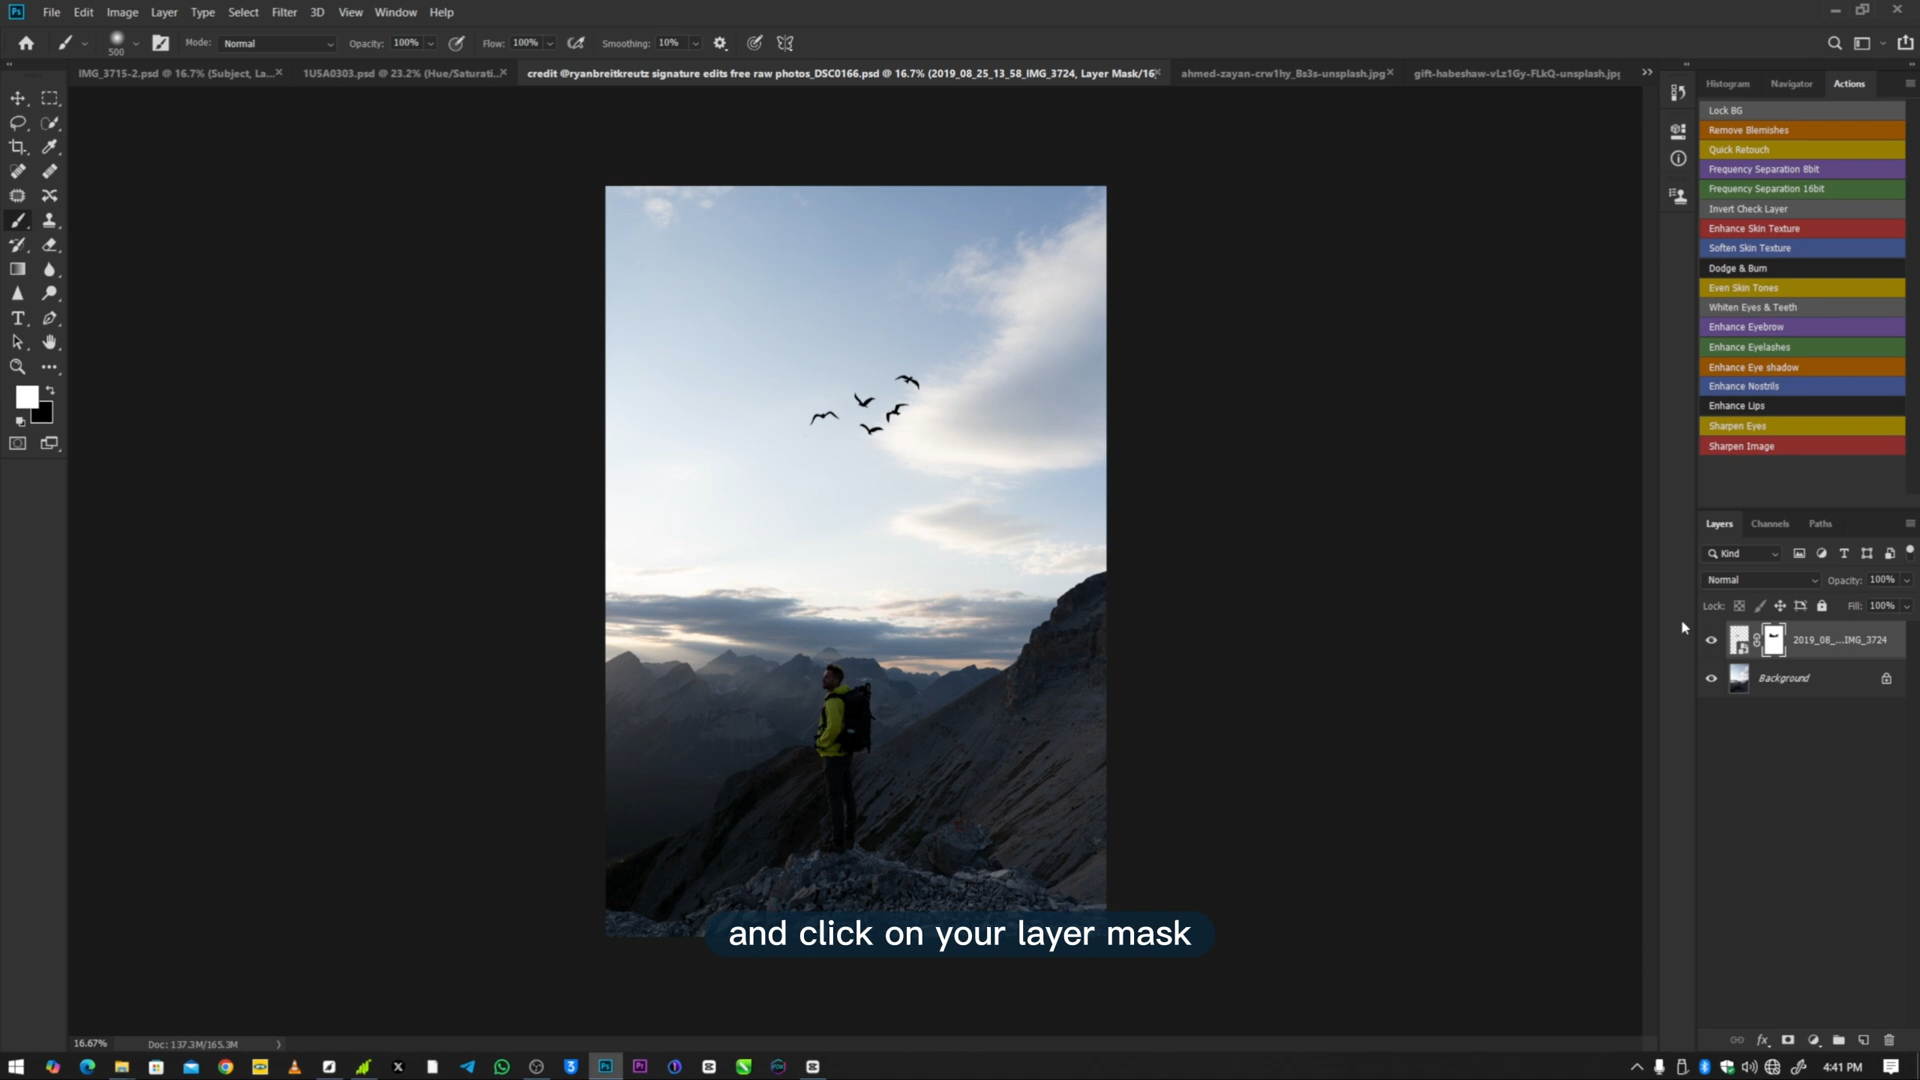 Ps File Edit Image Layer Type Select Filter 3D View Window Help
500 Mode: Normal Opacity: 100% Flow: 100% Smoothing: 10%
IMG_3715-2.psd @ 16.7% (Subject, La... 1U5A0303.psd @ 23.2% (Hue/Saturati... credit @ryanbreitkreutz signature edits free raw photos_DSC0166.psd @ 16.7% (2019_08_25_13_58_IMG_3724, Layer Mask/16 ahmed-zayan-crw1hy_Bs3s-unsplash.jpg gift-habeshaw-vLz1Gy-FLkQ-unsplash.jpg
Histogram Navigator Actions
Lock BG
Remove Blemishes
Quick Retouch
Frequency Separation 8bit
Frequency Separation 16bit
Invert Check Layer
Enhance Skin Texture
Soften Skin Texture
Dodge & Burn
Even Skin Tones
Whiten Eyes & Teeth
Enhance Eyebrow
Enhance Eyelashes
Enhance Eye shadow
Enhance Nostrils
Enhance Lips
Sharpen Eyes
Sharpen Image
Layers Channels Paths
Kind
Normal Opacity: 100%
Lock: Fill: 100%
2019_08_...IMG_3724
Background
and click on your layer mask
16.67% Doc: 137.3M/165.3M
4:41 PM